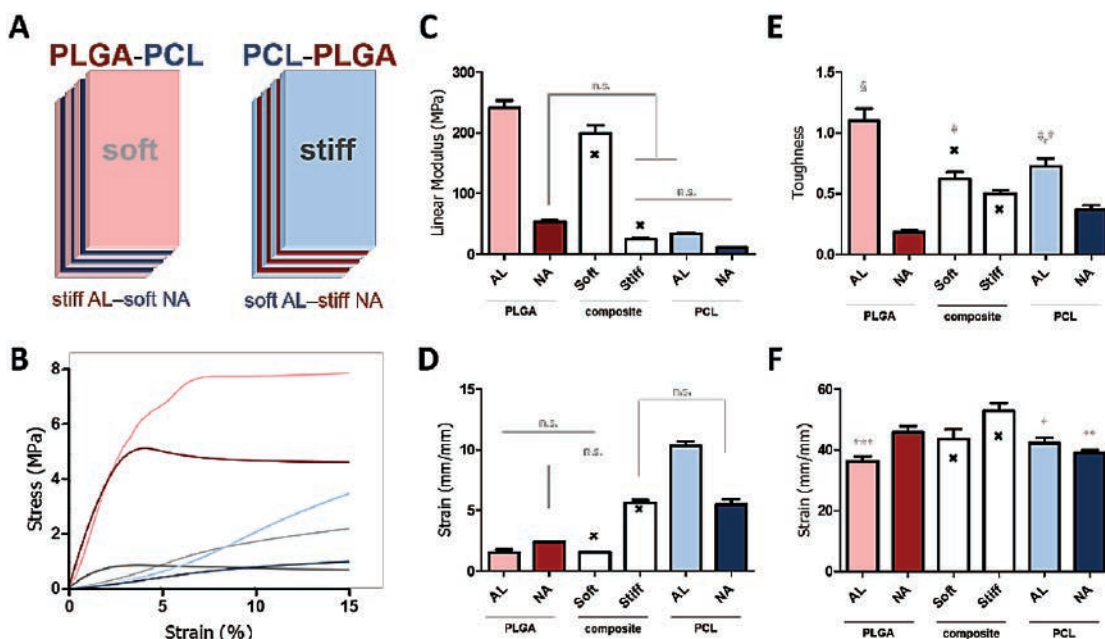 A
PLGA-PCL
PCL-PLGA
soft
stiff
stiff AL–soft NA
soft AL–stiff NA
B
Stress (MPa)
8
6
4
2
0
0
5
10
15
Strain (%)
C
Linear Modulus (MPa)
300
200
100
0
n.s.
n.s.
×
×
AL
NA
Soft
Stiff
AL
NA
PLGA
composite
PCL
D
Strain (mm/mm)
15
10
5
0
n.s.
n.s.
n.s.
×
×
AL
NA
Soft
Stiff
AL
NA
PLGA
composite
PCL
E
Toughness
1.5
1.0
0.5
0.0
×
×
AL
NA
Soft
Stiff
AL
NA
PLGA
composite
PCL
F
Strain (mm/mm)
60
40
20
0
×
×
AL
NA
Soft
Stiff
AL
NA
PLGA
composite
PCL